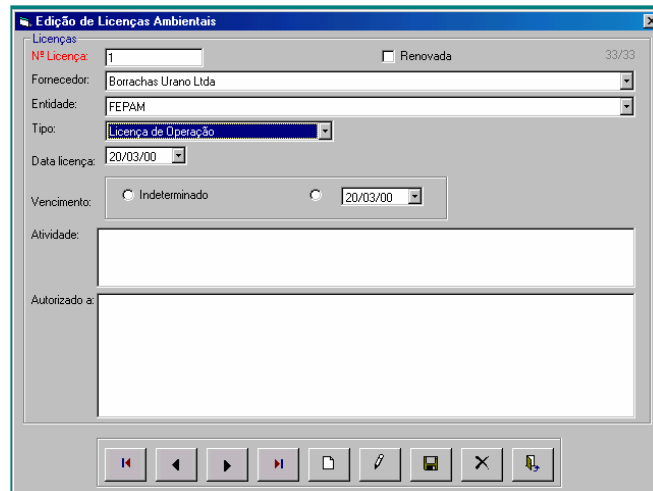 Edição de Licenças Ambientais
Licenças
Nª Licença: 1 Renovada 33/33
Fornecedor: Borrachas Urano Ltda
Entidade: FEPAM
Tipo: Licença de Operação
Data licença: 20/03/00
Vencimento: Indeterminado 20/03/00
Atividade:
Autorizado a: